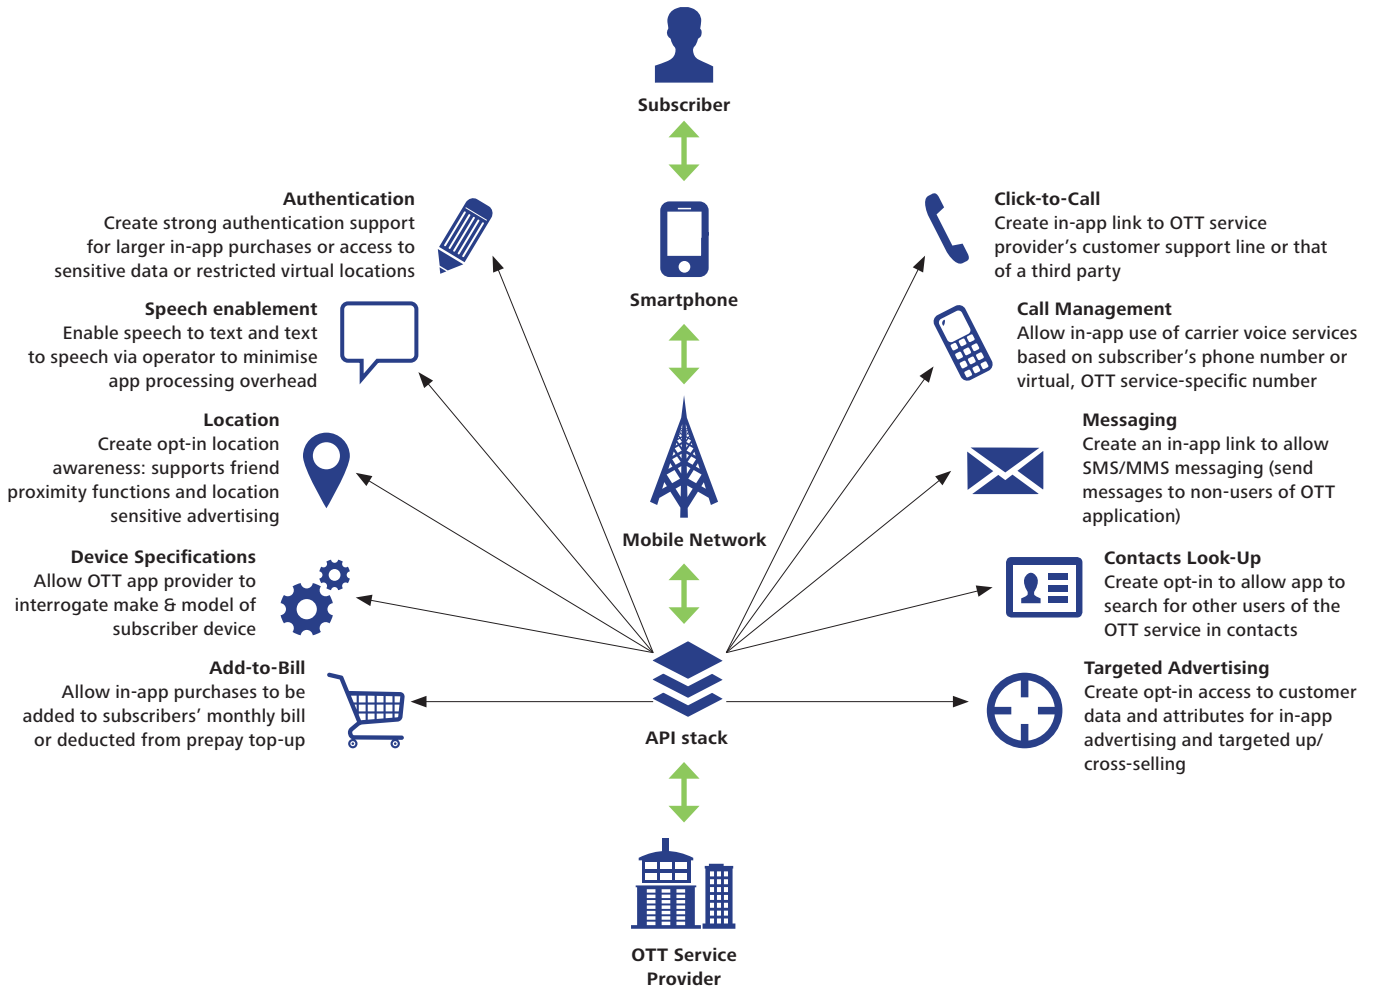 Subscriber
Authentication
Create strong authentication support
for larger in-app purchases or access to
sensitive data or restricted virtual locations
Speech enablement
Enable speech to text and text
to speech via operator to minimise
app processing overhead
Location
Create opt-in location
awareness: supports friend
proximity functions and location
sensitive advertising
Device Specifications
Allow OTT app provider to
interrogate make & model of
subscriber device
Add-to-Bill
Allow in-app purchases to be
added to subscribers' monthly bill
or deducted from prepay top-up
Smartphone
Mobile Network
API stack
OTT Service
Provider
Click-to-Call
Create in-app link to OTT service
provider's customer support line or that
of a third party
Call Management
Allow in-app use of carrier voice services
based on subscriber's phone number or
virtual, OTT service-specific number
Messaging
Create an in-app link to allow
SMS/MMS messaging (send
messages to non-users of OTT
application)
Contacts Look-Up
Create opt-in to allow app to
search for other users of the
OTT service in contacts
Targeted Advertising
Create opt-in access to customer
data and attributes for in-app
advertising and targeted up/
cross-selling